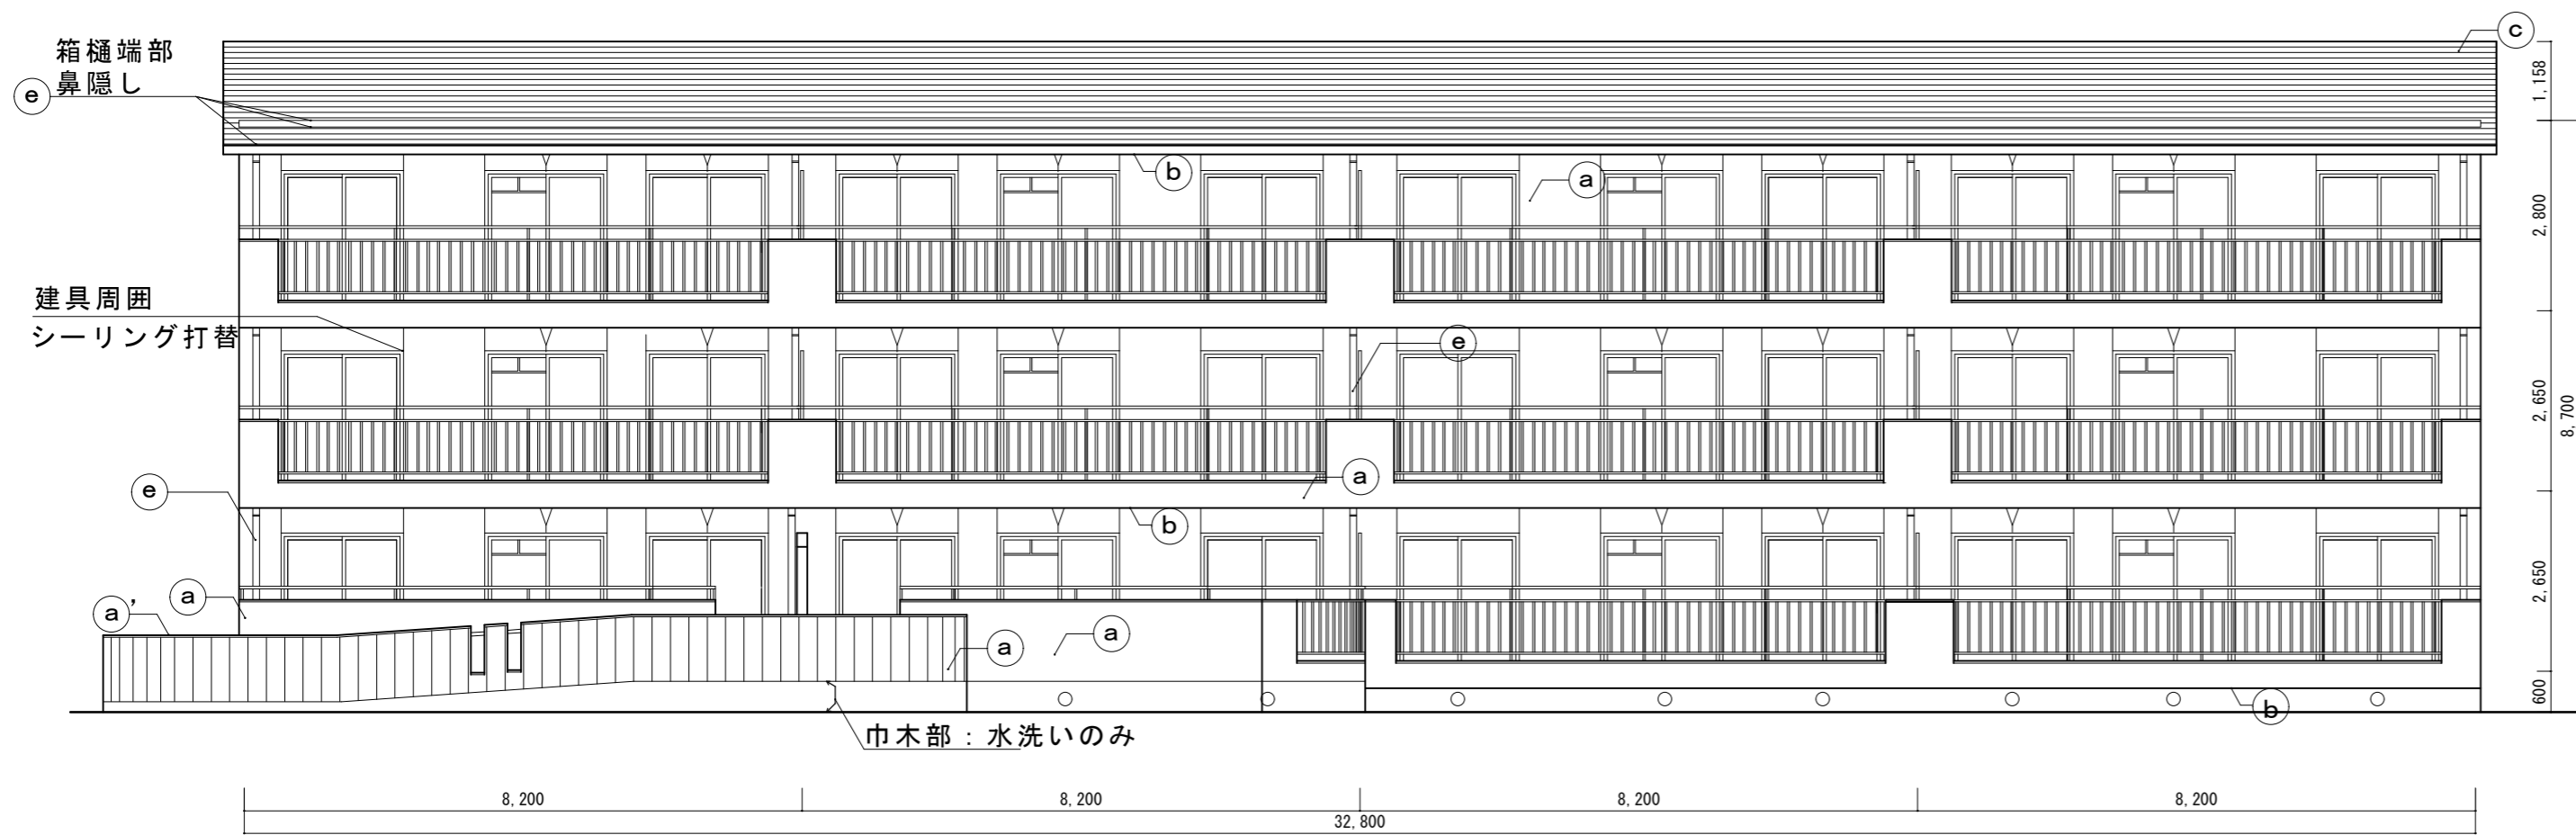 c
箱樋端部
鼻隠し
e
1,158
b
a
2,800
建具周囲
シーリング打替
e
2,650
8,700
a
e
b
2,650
a
a'
a
a
600
b
巾木部：水洗いのみ
8,200 8,200 8,200 8,200
32,800